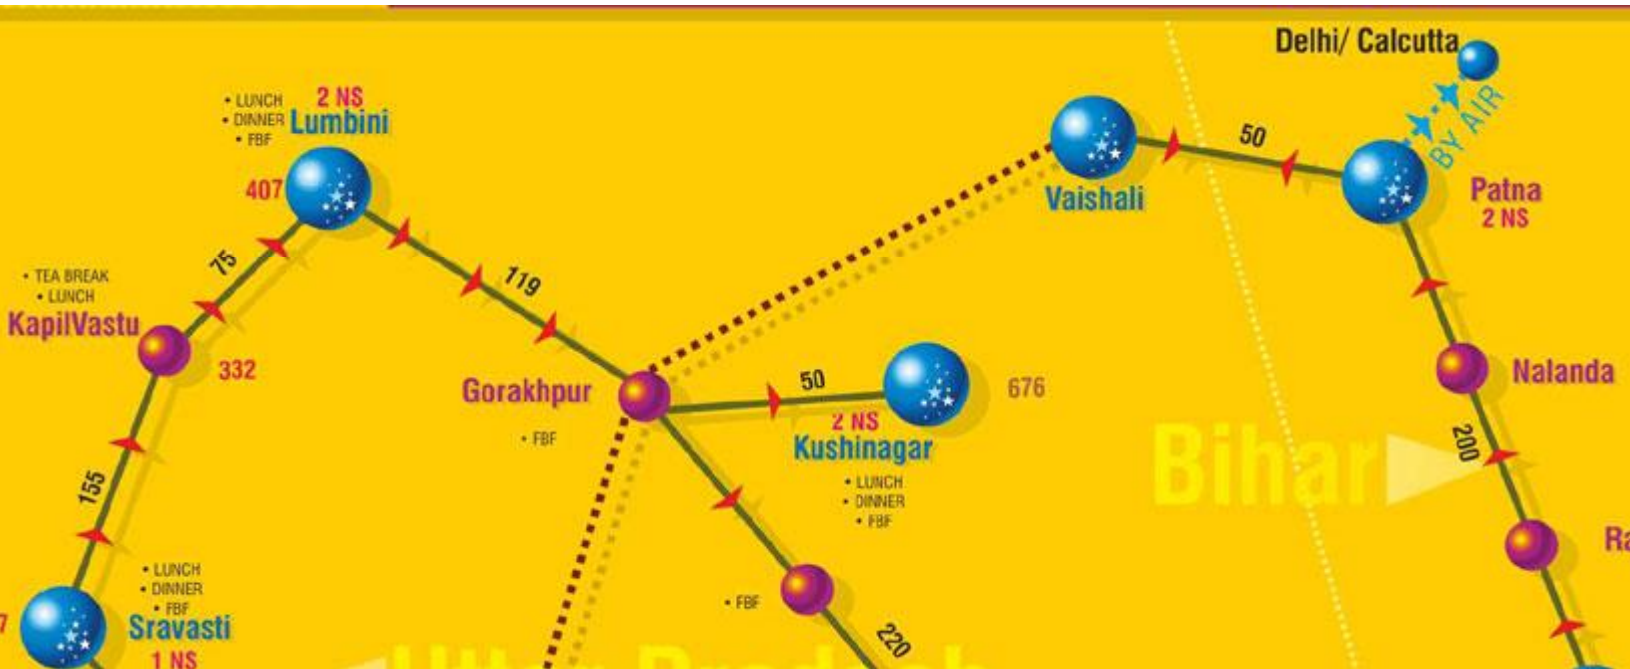 Delhi/ Calcutta
BY AIR
• LUNCH
• DINNER
• FBF
2 NS
Lumbini
407
50
Vaishali
Patna
2 NS
75
119
• TEA BREAK
• LUNCH
KapilVastu
332
Gorakhpur
• FBF
50
676
2 NS
Kushinagar
• LUNCH
• DINNER
• FBF
Nalanda
200
Bihar
155
• LUNCH
• DINNER
• FBF
Sravasti
1 NS
• FBF
220
Uttar Pradesh